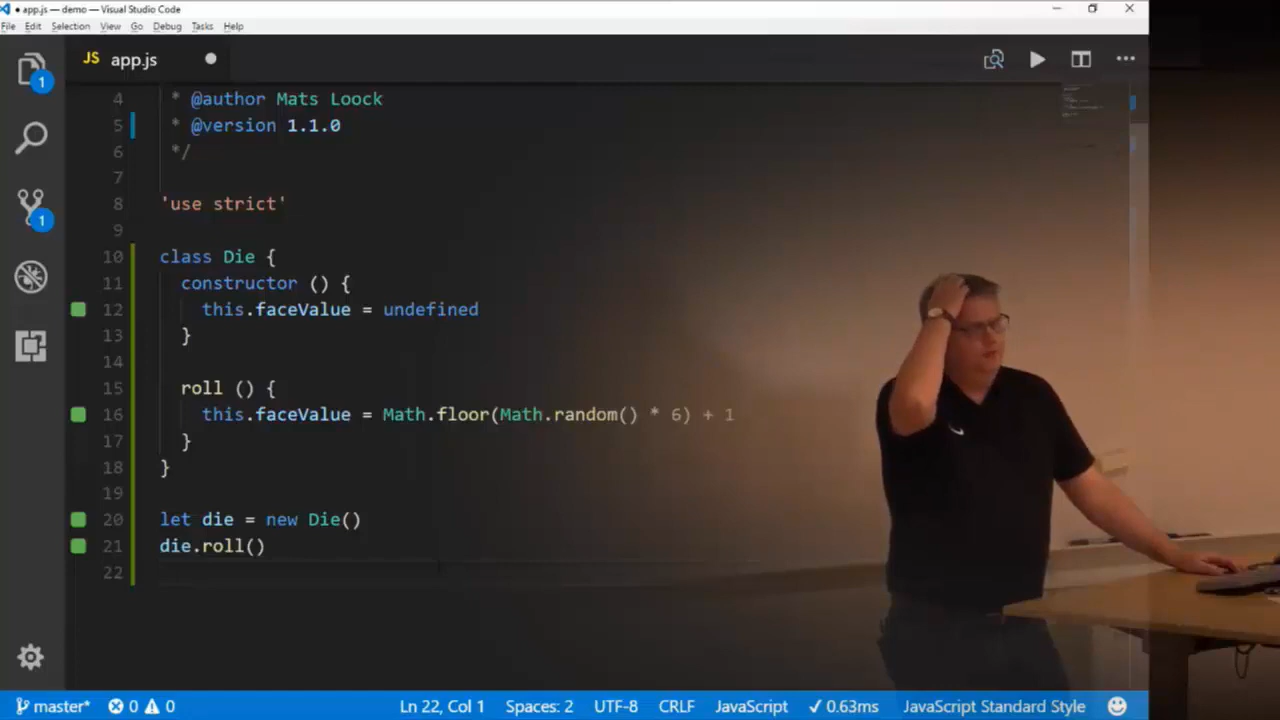 ● app.js — demo — Visual Studio Code
File Edit Selection View Go Debug Tasks Help
JS app.js
1
1
4 * @author Mats Loock
5 * @version 1.1.0
6 */
7
8 'use strict'
9
10 class Die {
11 constructor () {
12 this.faceValue = undefined
13 }
14
15 roll () {
16 this.faceValue = Math.floor(Math.random() * 6) + 1
17 }
18 }
19
20 let die = new Die()
21 die.roll()
22
master* 0 0 Ln 22, Col 1 Spaces: 2 UTF-8 CRLF JavaScript ✓ 0.63ms JavaScript Standard Style